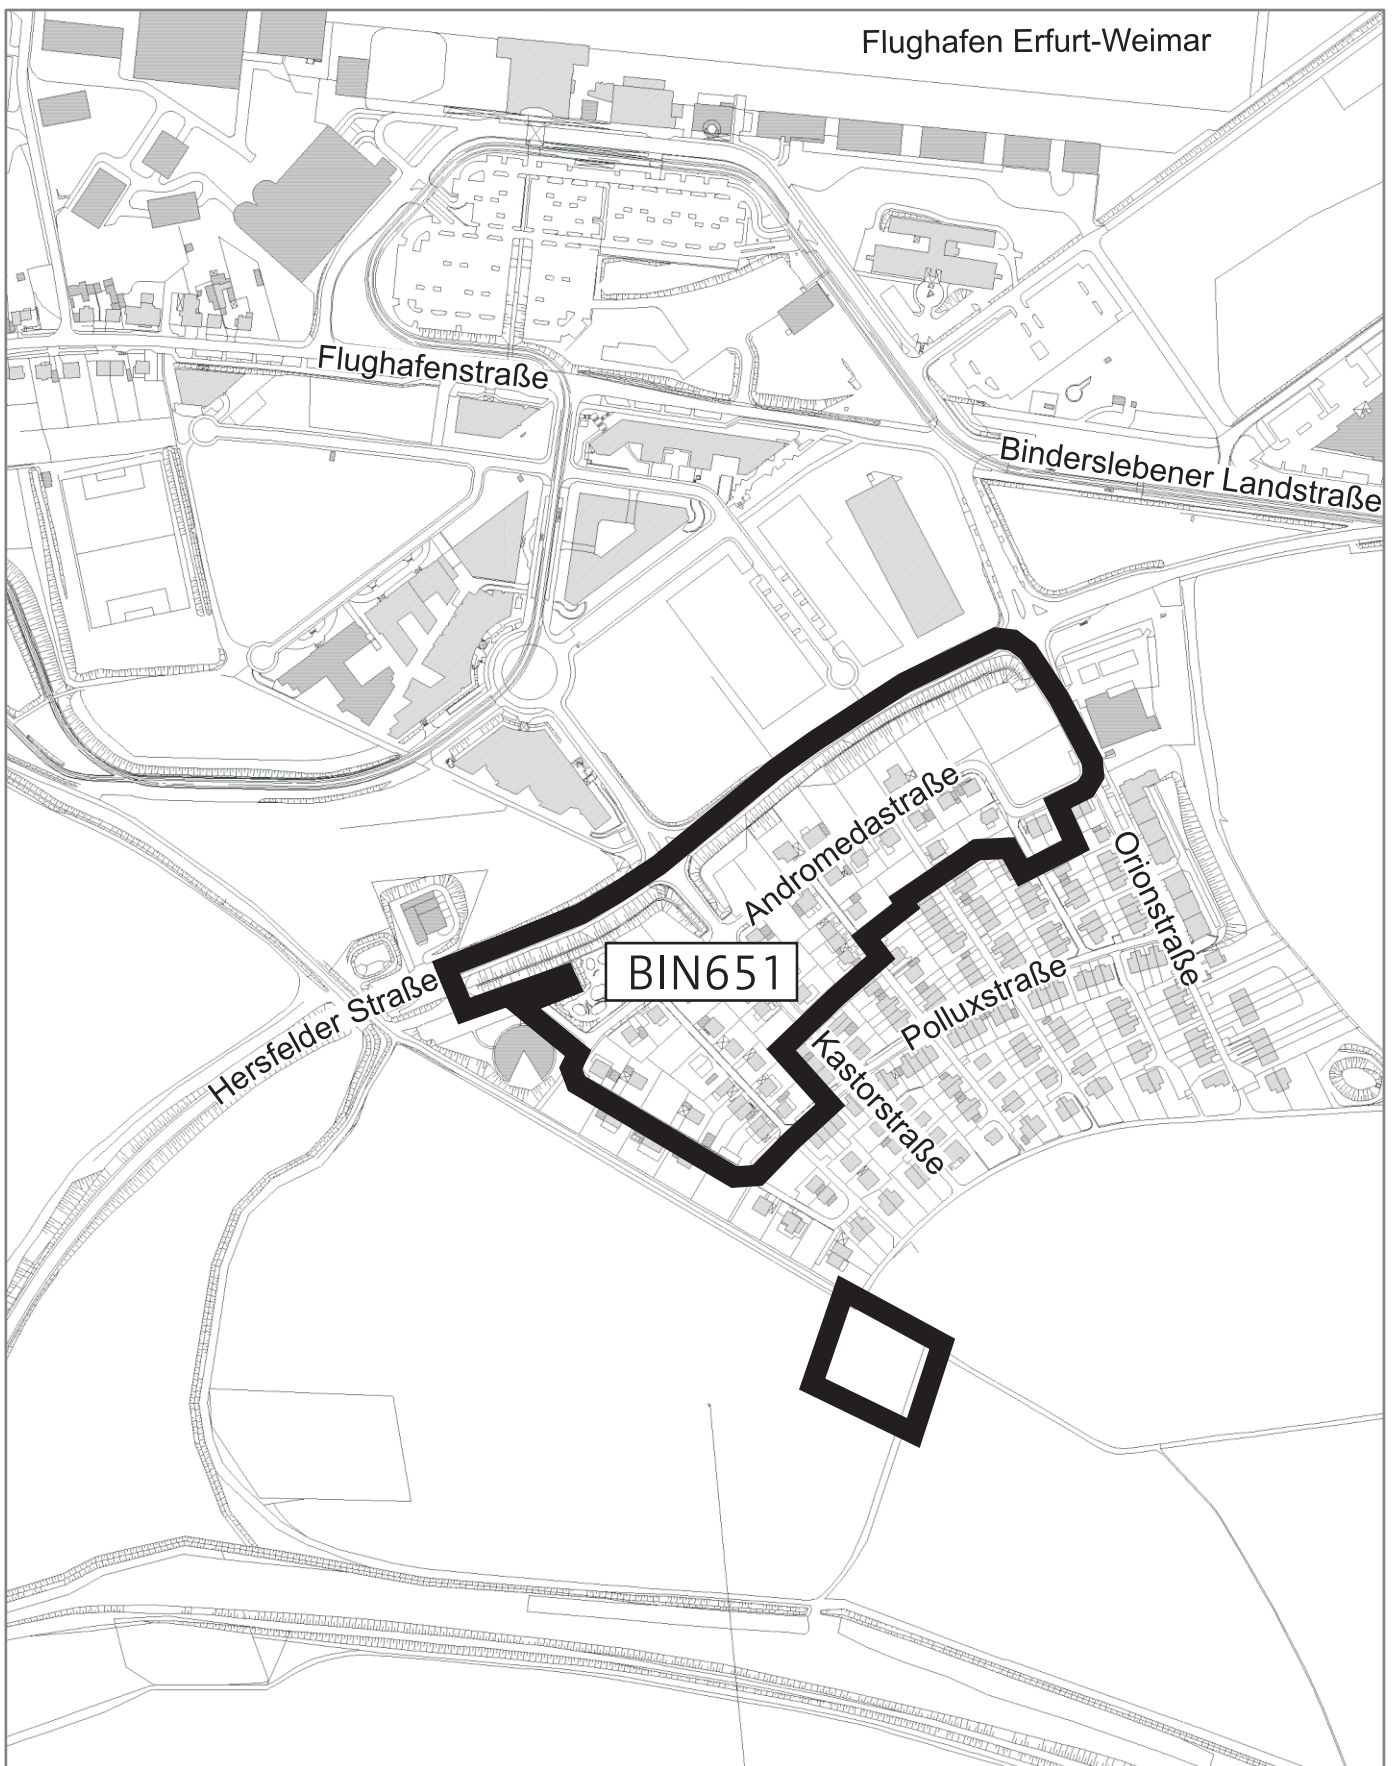 Flughafen Erfurt-Weimar
Flughafenstraße
Binderslebener Landstraße
Andromedastraße
Orionstraße
BIN651
Polluxstraße
Hersfelder Straße
Kastorstraße